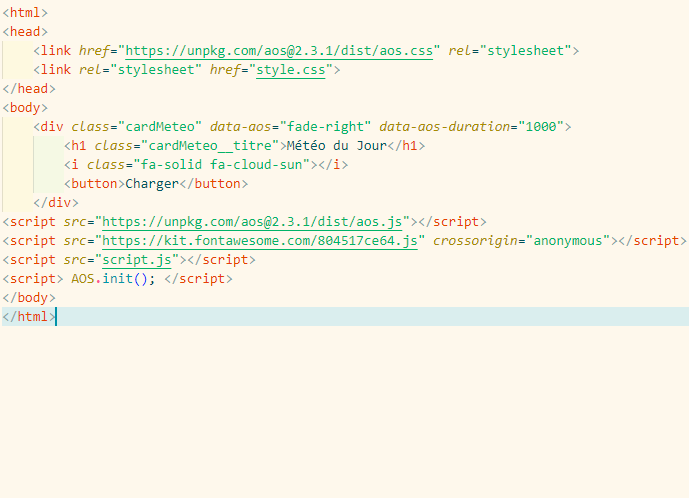 <html>
<head>
    <link href="https://unpkg.com/aos@2.3.1/dist/aos.css" rel="stylesheet">
    <link rel="stylesheet" href="style.css">
</head>
<body>
    <div class="cardMeteo" data-aos="fade-right" data-aos-duration="1000">
        <h1 class="cardMeteo__titre">Météo du Jour</h1>
        <i class="fa-solid fa-cloud-sun"></i>
        <button>Charger</button>
    </div>
<script src="https://unpkg.com/aos@2.3.1/dist/aos.js"></script>
<script src="https://kit.fontawesome.com/804517ce64.js" crossorigin="anonymous"></script>
<script src="script.js"></script>
<script> AOS.init(); </script>
</body>
</html>